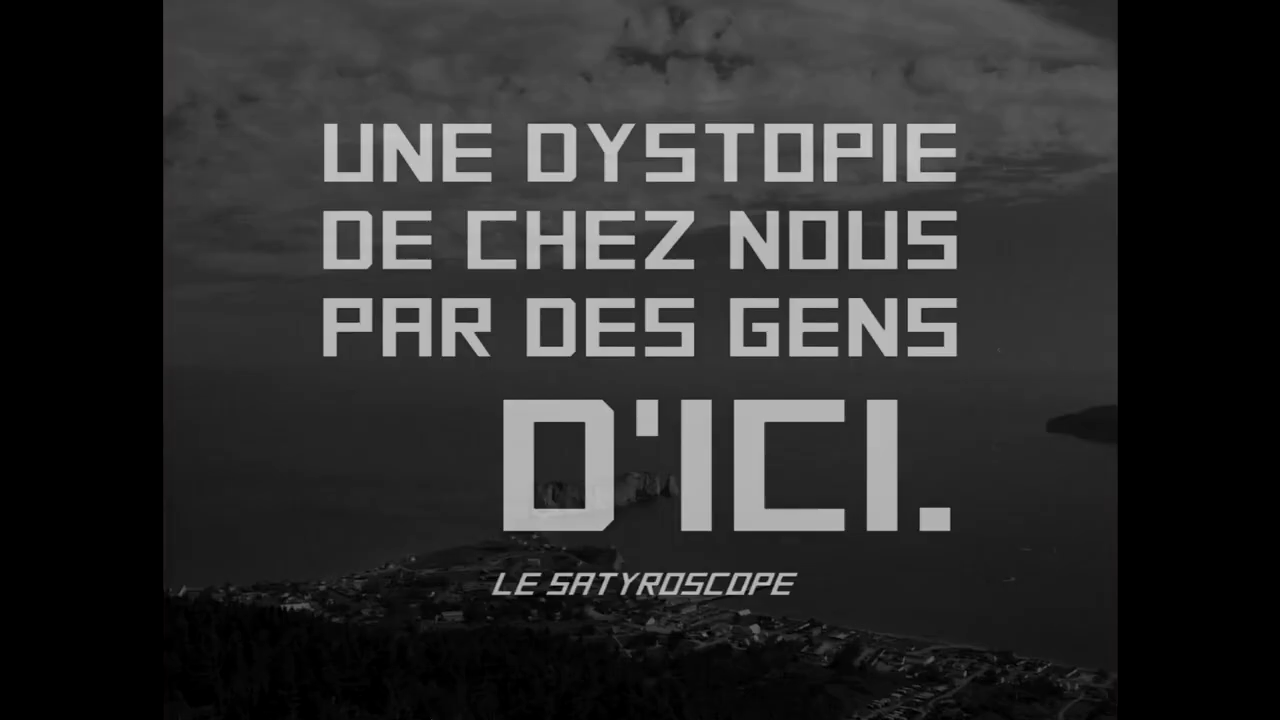 UNE DYSTOPIE
DE CHEZ NOUS
PAR DES GENS
D'ICI.
LE SATYROSCOPE